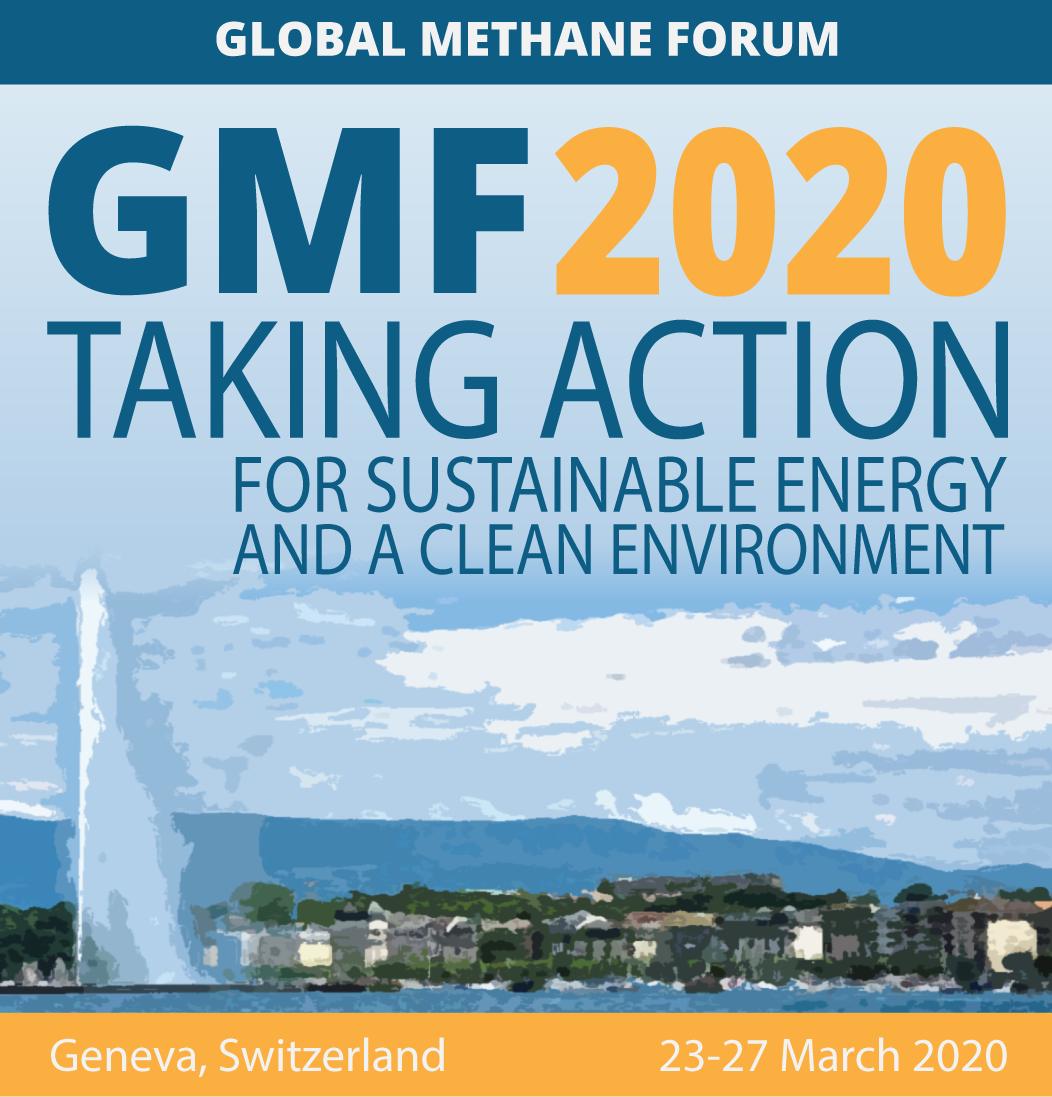 GLOBAL METHANE FORUM
GMF2020
TAKING ACTION
FOR SUSTAINABLE ENERGY
AND A CLEAN ENVIRONMENT
Geneva, Switzerland
23-27 March 2020